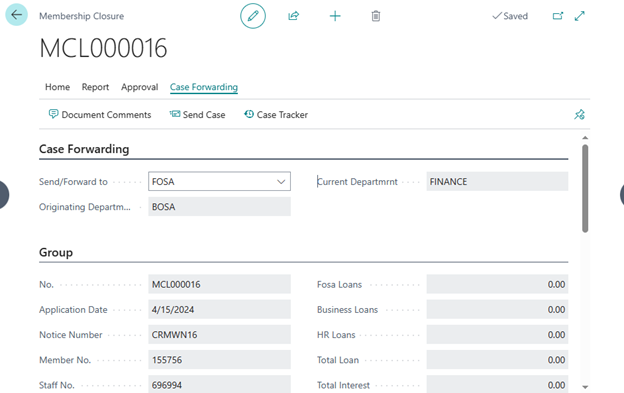 Membership Closure
Saved
MCL000016
Home Report Approval Case Forwarding
Document Comments Send Case Case Tracker
Case Forwarding
Send/Forward to FOSA Current Departmrnt FINANCE
Originating Departm... BOSA
Group
No. MCL000016 Fosa Loans 0.00
Application Date 4/15/2024 Business Loans 0.00
Notice Number CRMWN16 HR Loans 0.00
Member No. 155756 Total Loan 0.00
Staff No. 696994 Total Interest 0.00